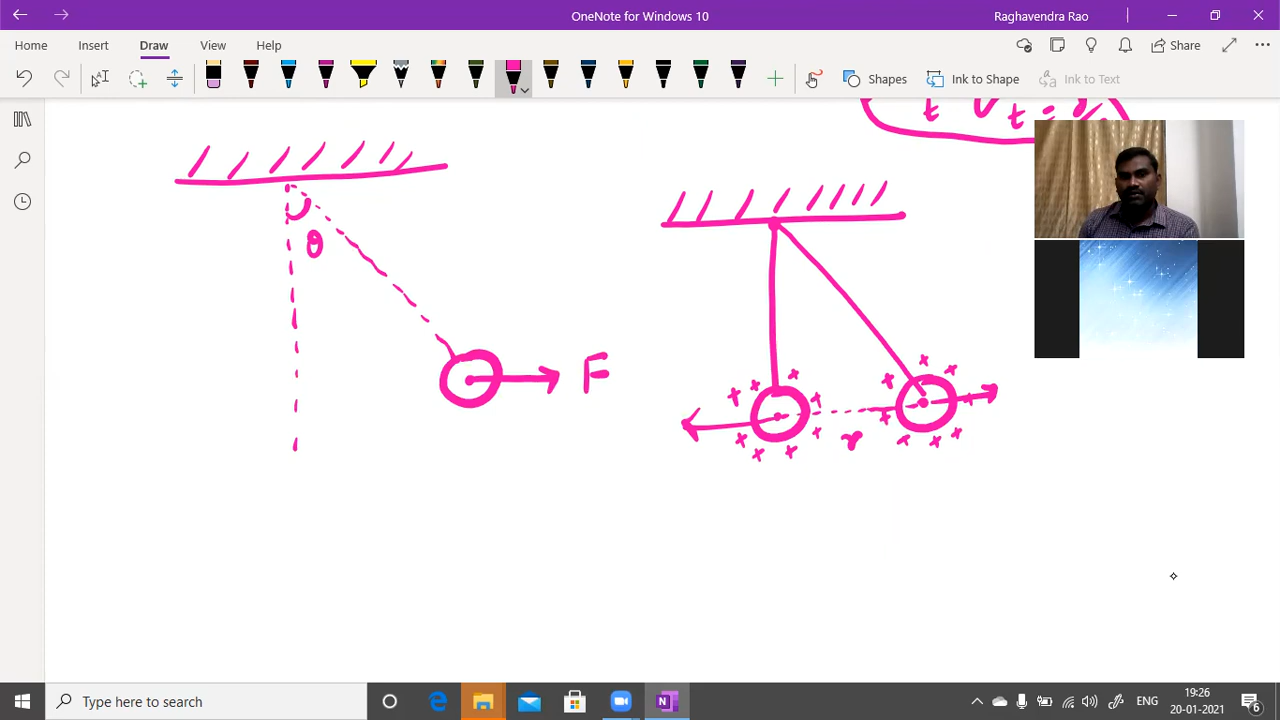 OneNote for Windows 10
Raghavendra Rao
Home Insert Draw View Help
Share
Shapes
Ink to Shape
Ink to Text
θ
F
r
Type here to search
ENG
19:26
20-01-2021
6